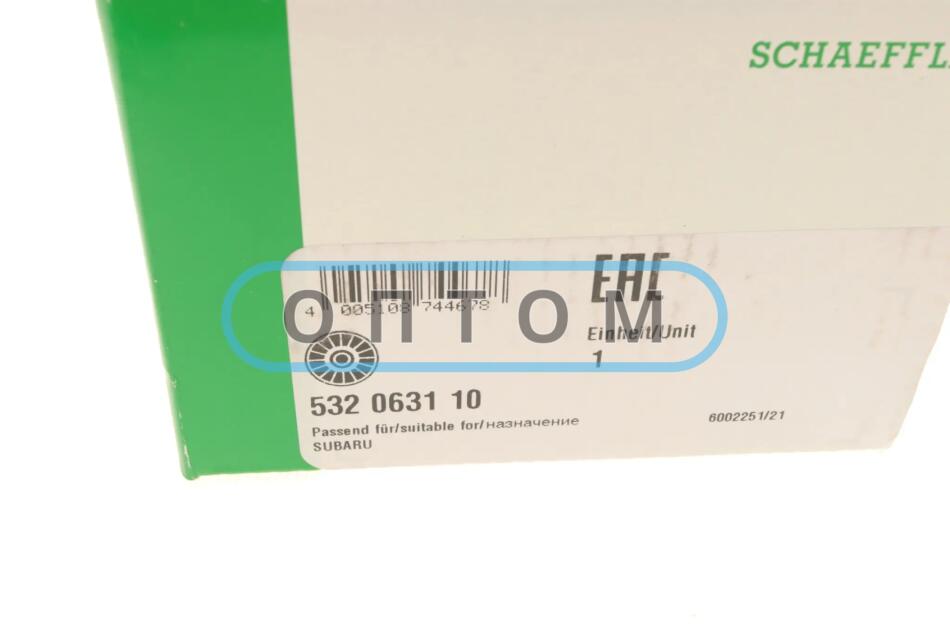 SCHAEFFL
EAC
4 005108 744678
ОПТОМ
Einheit/Unit
1
532 0631 10
Passend für/suitable for/назначение
SUBARU
6002251/21